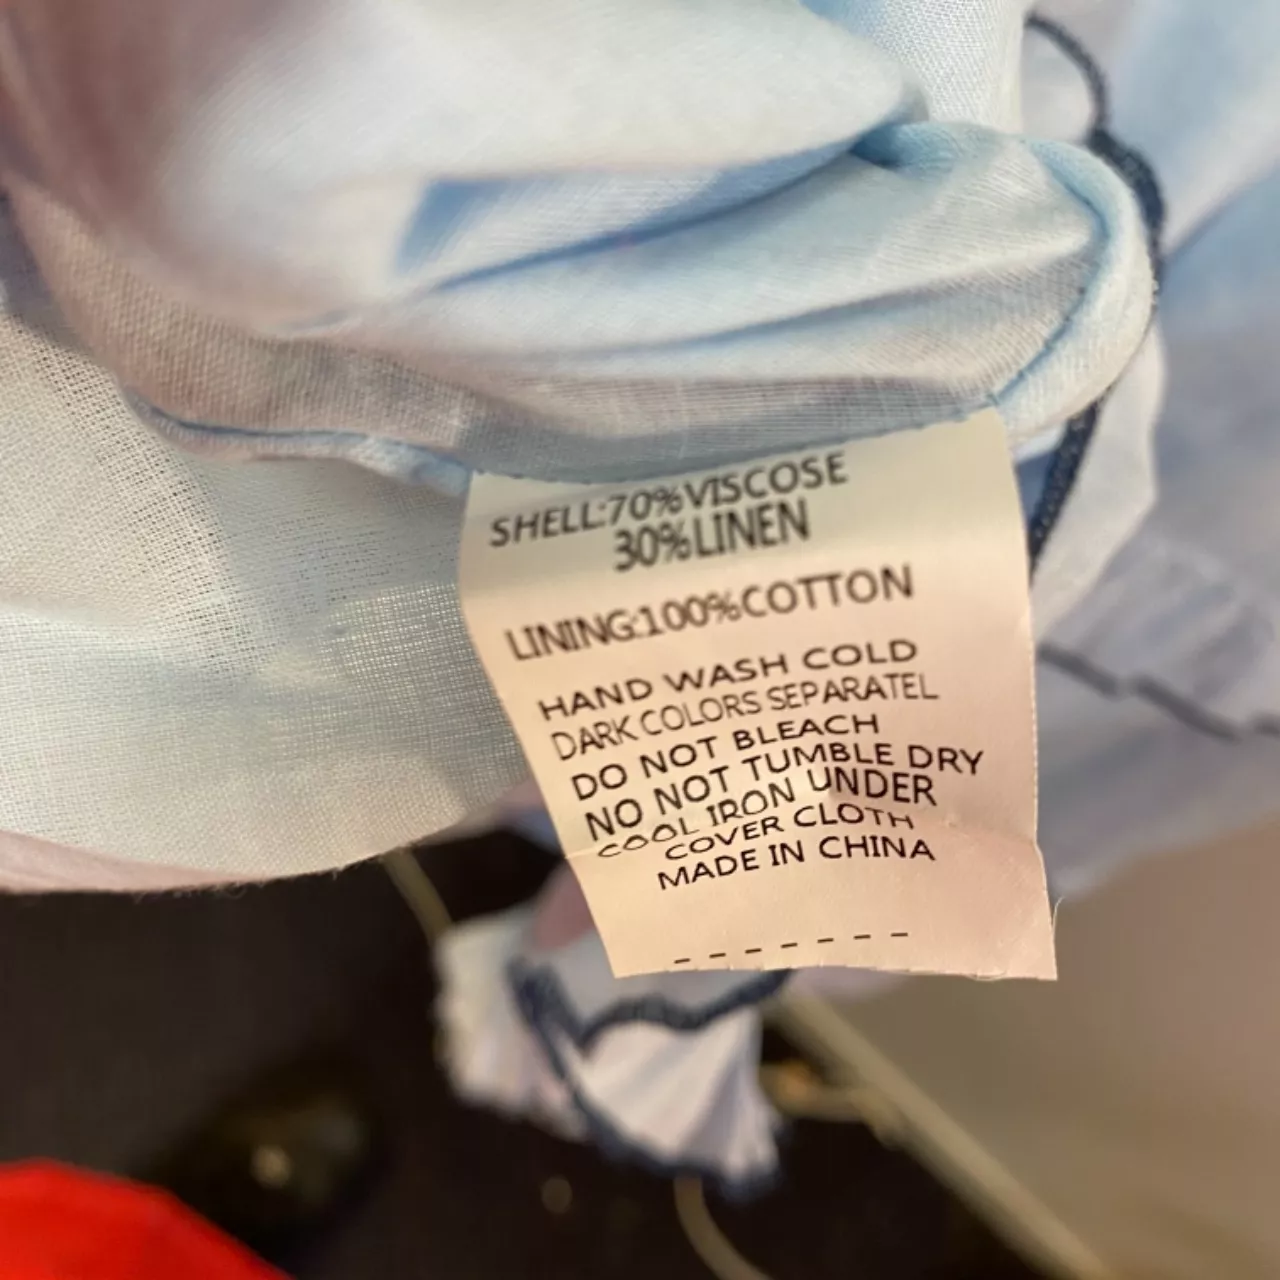 SHELL:70%VISCOSE
30%LINEN
LINING:100%COTTON
HAND WASH COLD
DARK COLORS SEPARATEL
DO NOT BLEACH
NO NOT TUMBLE DRY
COOL IRON UNDER
COVER CLOTH
MADE IN CHINA
- - - - - - -